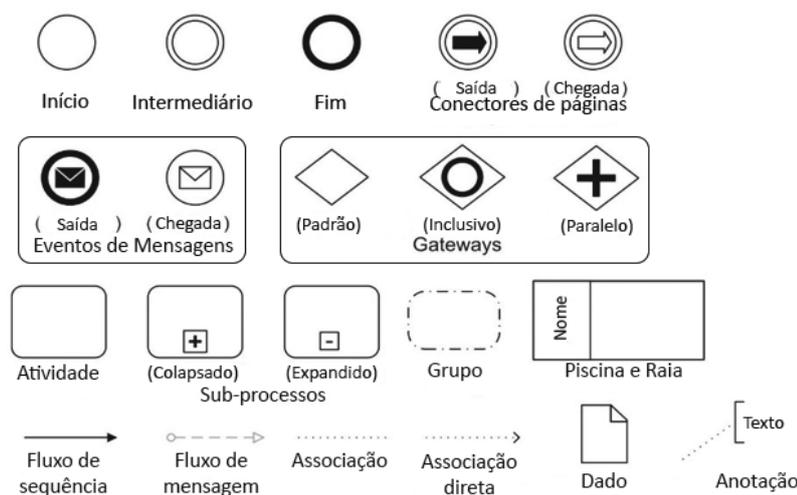 Início
Intermediário
Fim
( Saída )
(Chegada)
Conectores de páginas
( Saída )
(Chegada)
Eventos de Mensagens
(Padrão)
(Inclusivo)
(Paralelo)
Gateways
Nome
Atividade
(Colapsado)
(Expandido)
Sub-processos
Grupo
Piscina e Raia
Texto
Fluxo de
sequência
Fluxo de
mensagem
Associação
Associação
direta
Dado
Anotação